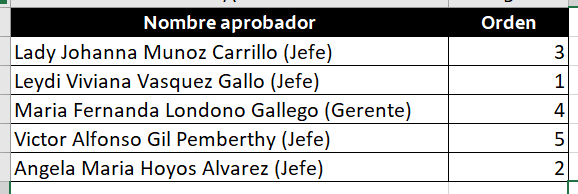 Nombre aprobador Orden
Lady Johanna Munoz Carrillo (Jefe) 3
Leydi Viviana Vasquez Gallo (Jefe) 1
Maria Fernanda Londono Gallego (Gerente) 4
Victor Alfonso Gil Pemberthy (Jefe) 5
Angela Maria Hoyos Alvarez (Jefe) 2